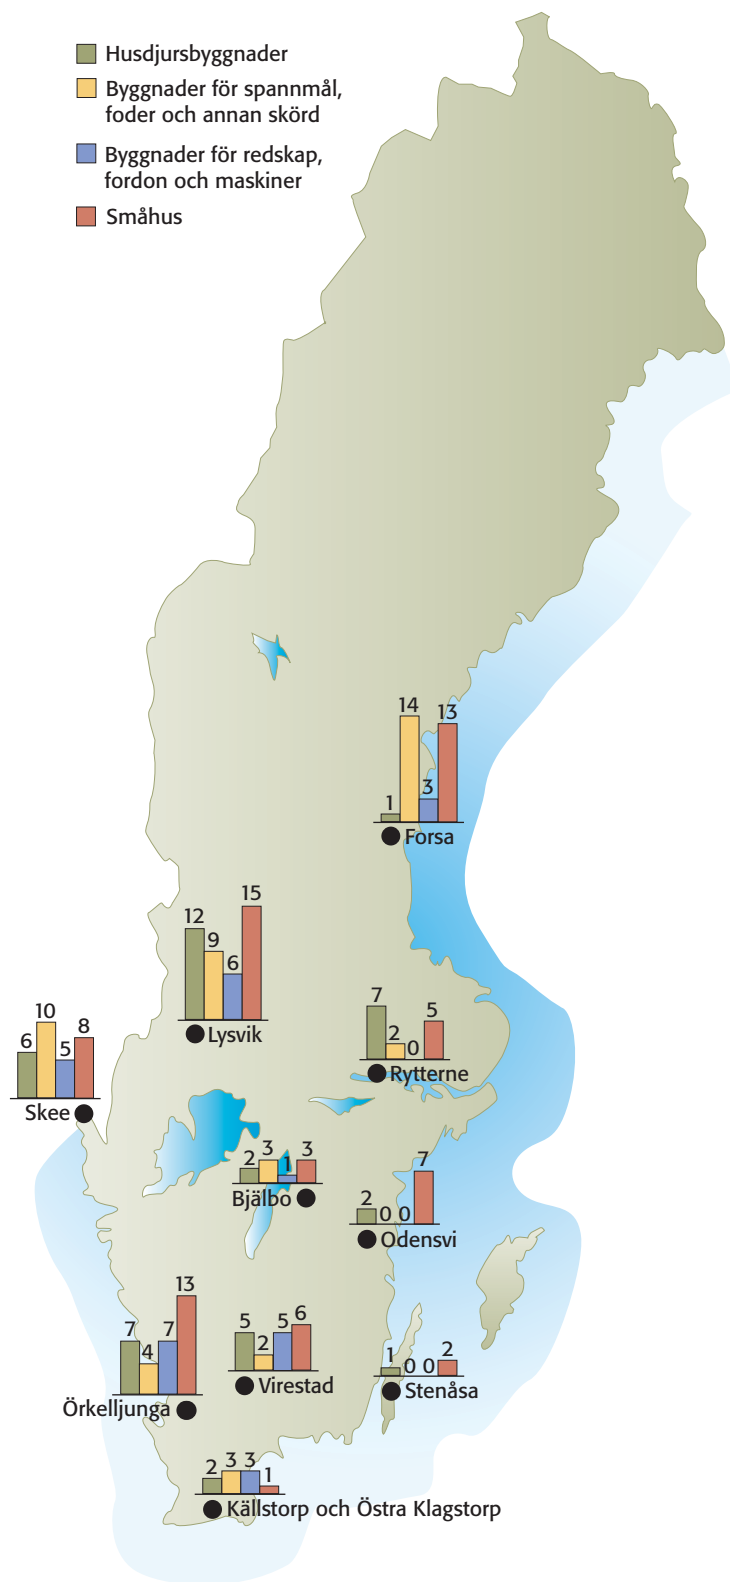 Husdjursbyggnader
Byggnader för spannmål,
foder och annan skörd
Byggnader för redskap,
fordon och maskiner
Småhus
1 14 3 13
Forsa
12 9 6 15
Lysvik
6 10 5 8
Skee
7 2 0 5
Rytterne
2 3 1 3
Bjälbo
2 0 0 7
Odensvi
7 4 7 13
Örkelljunga
5 2 5 6
Virestad
1 0 0 2
Stenåsa
2 3 3 1
Källstorp och Östra Klagstorp